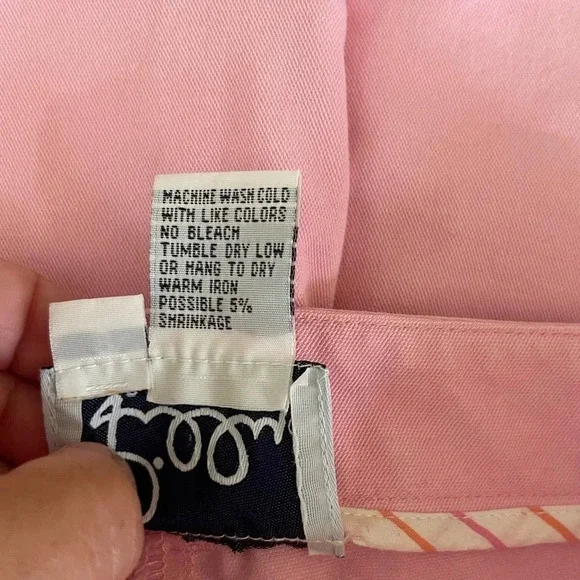 MACHINE WASH COLD
WITH LIKE COLORS
NO BLEACH
TUMBLE DRY LOW
OR HANG TO DRY
WARM IRON
POSSIBLE 5%
SHRINKAGE